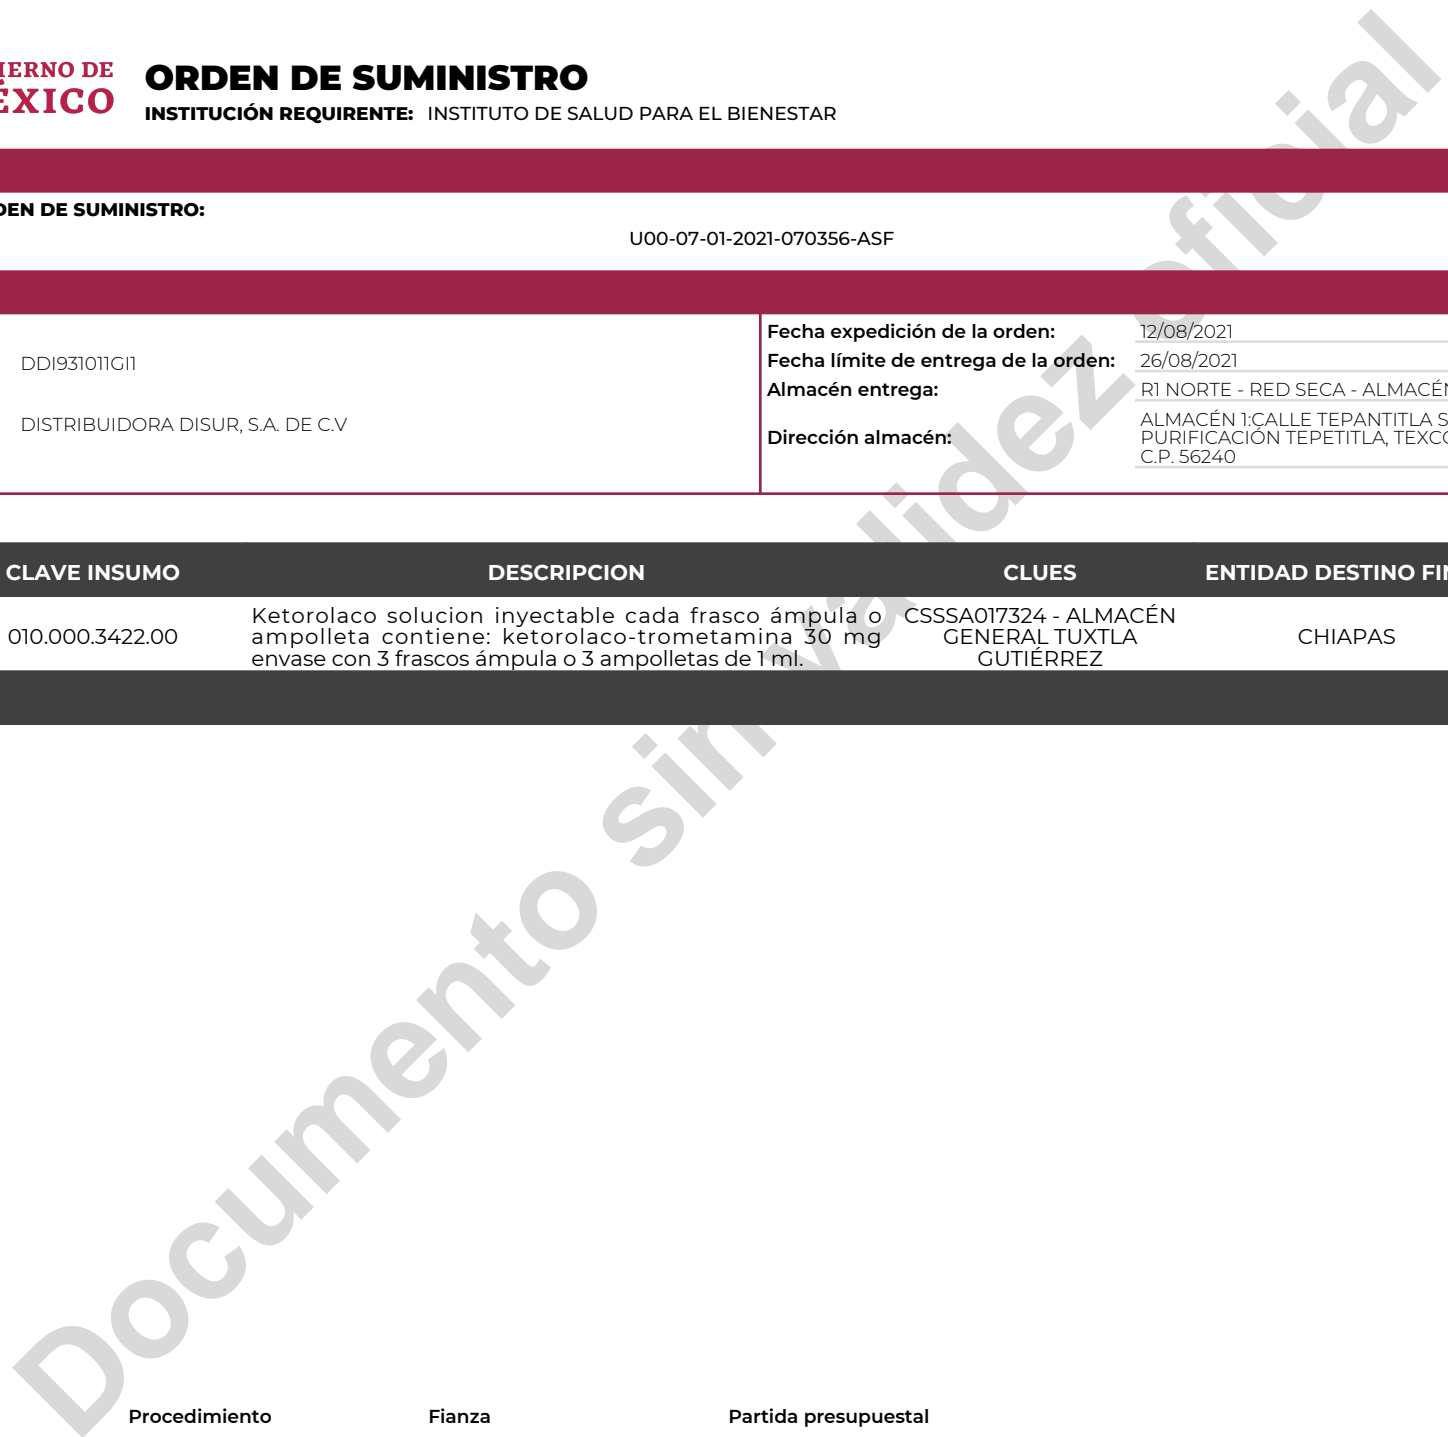 IERNO DE
ÉXICO
ORDEN DE SUMINISTRO
INSTITUCIÓN REQUIRENTE: INSTITUTO DE SALUD PARA EL BIENESTAR
DEN DE SUMINISTRO:
U00-07-01-2021-070356-ASF
DDI931011GI1
DISTRIBUIDORA DISUR, S.A. DE C.V
Fecha expedición de la orden: 12/08/2021
Fecha límite de entrega de la orden: 26/08/2021
Almacén entrega: R1 NORTE - RED SECA - ALMACÉN
Dirección almacén:
ALMACÉN 1:CALLE TEPANTITLA S
PURIFICACIÓN TEPETITLA, TEXCO
C.P. 56240
CLAVE INSUMO DESCRIPCION CLUES ENTIDAD DESTINO FIN
010.000.3422.00
Ketorolaco solucion inyectable cada frasco ámpula o
ampolleta contiene: ketorolaco-trometamina 30 mg
envase con 3 frascos ámpula o 3 ampolletas de 1 ml.
CSSSA017324 - ALMACÉN
GENERAL TUXTLA
GUTIÉRREZ
CHIAPAS
Documento sin validez oficial
Procedimiento Fianza Partida presupuestal